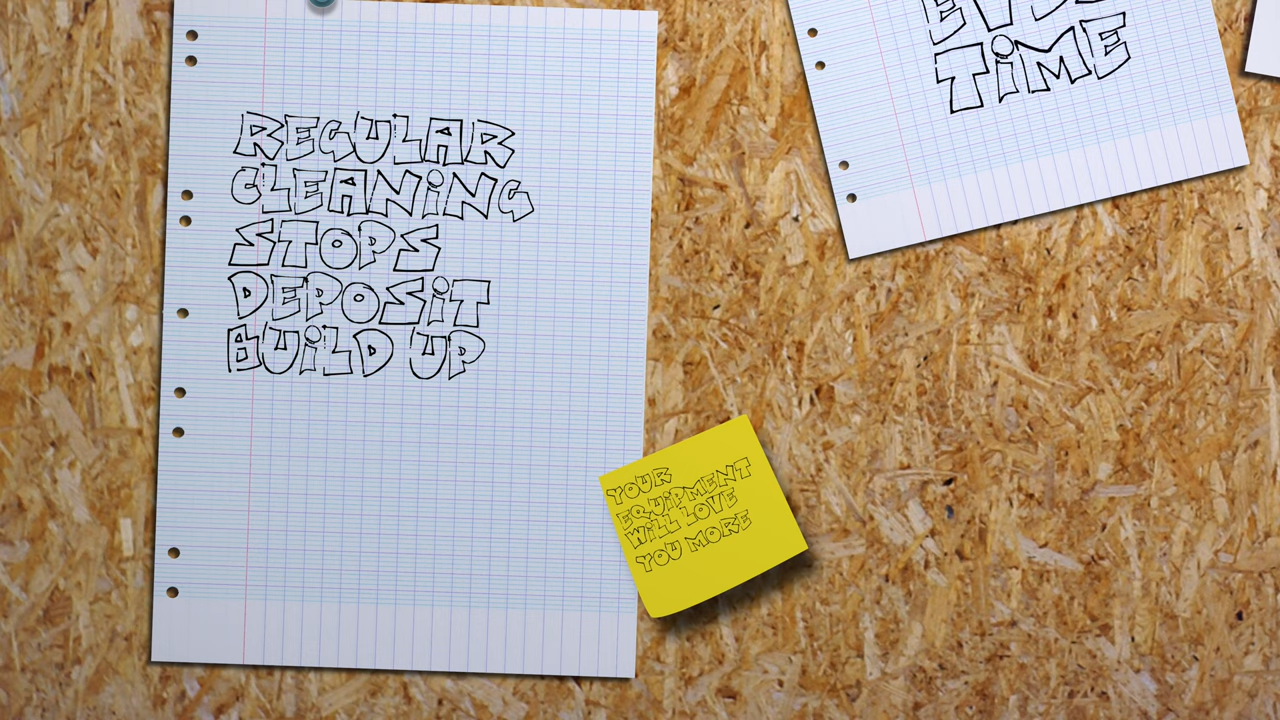 REGULAR
CLEANING
STOPS
DEPOSIT
BUILD UP
TIME
YOUR
EQUIPMENT
WILL LOVE
YOU MORE